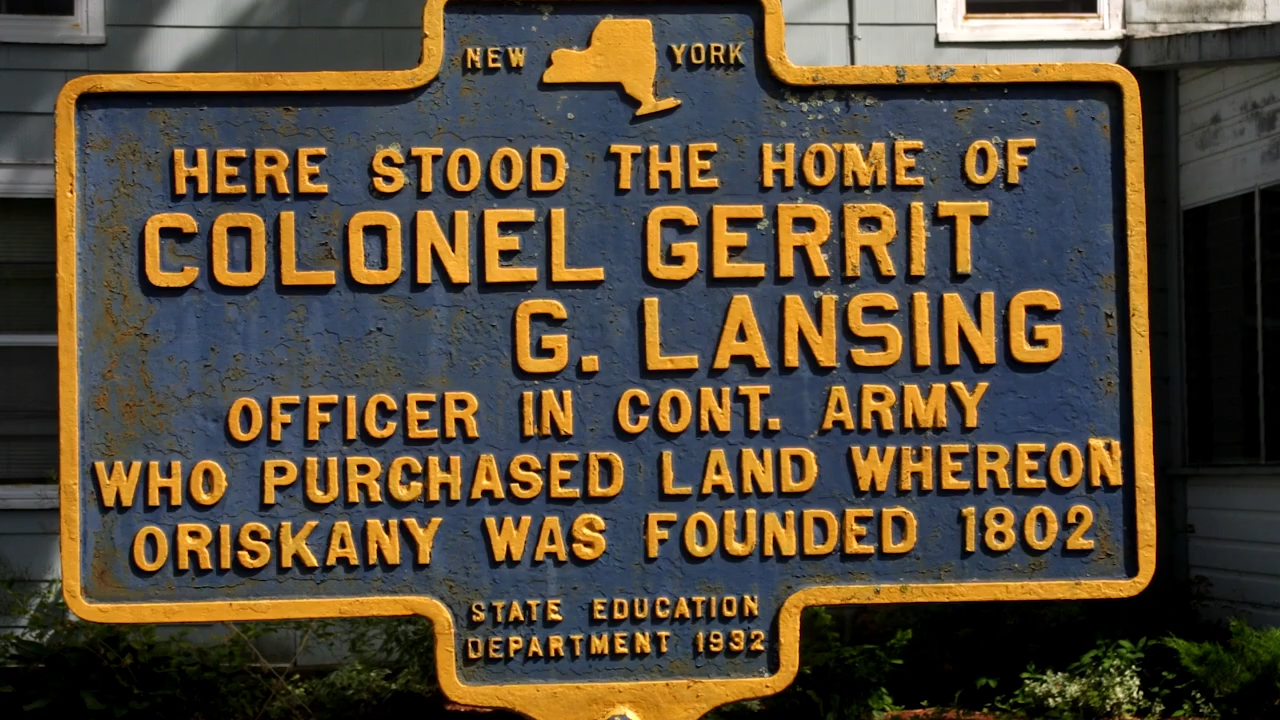 NEW YORK
HERE STOOD THE HOME OF
COLONEL GERRIT
G. LANSING
OFFICER IN CONT. ARMY
WHO PURCHASED LAND WHEREON
ORISKANY WAS FOUNDED 1802
STATE EDUCATION
DEPARTMENT 1932